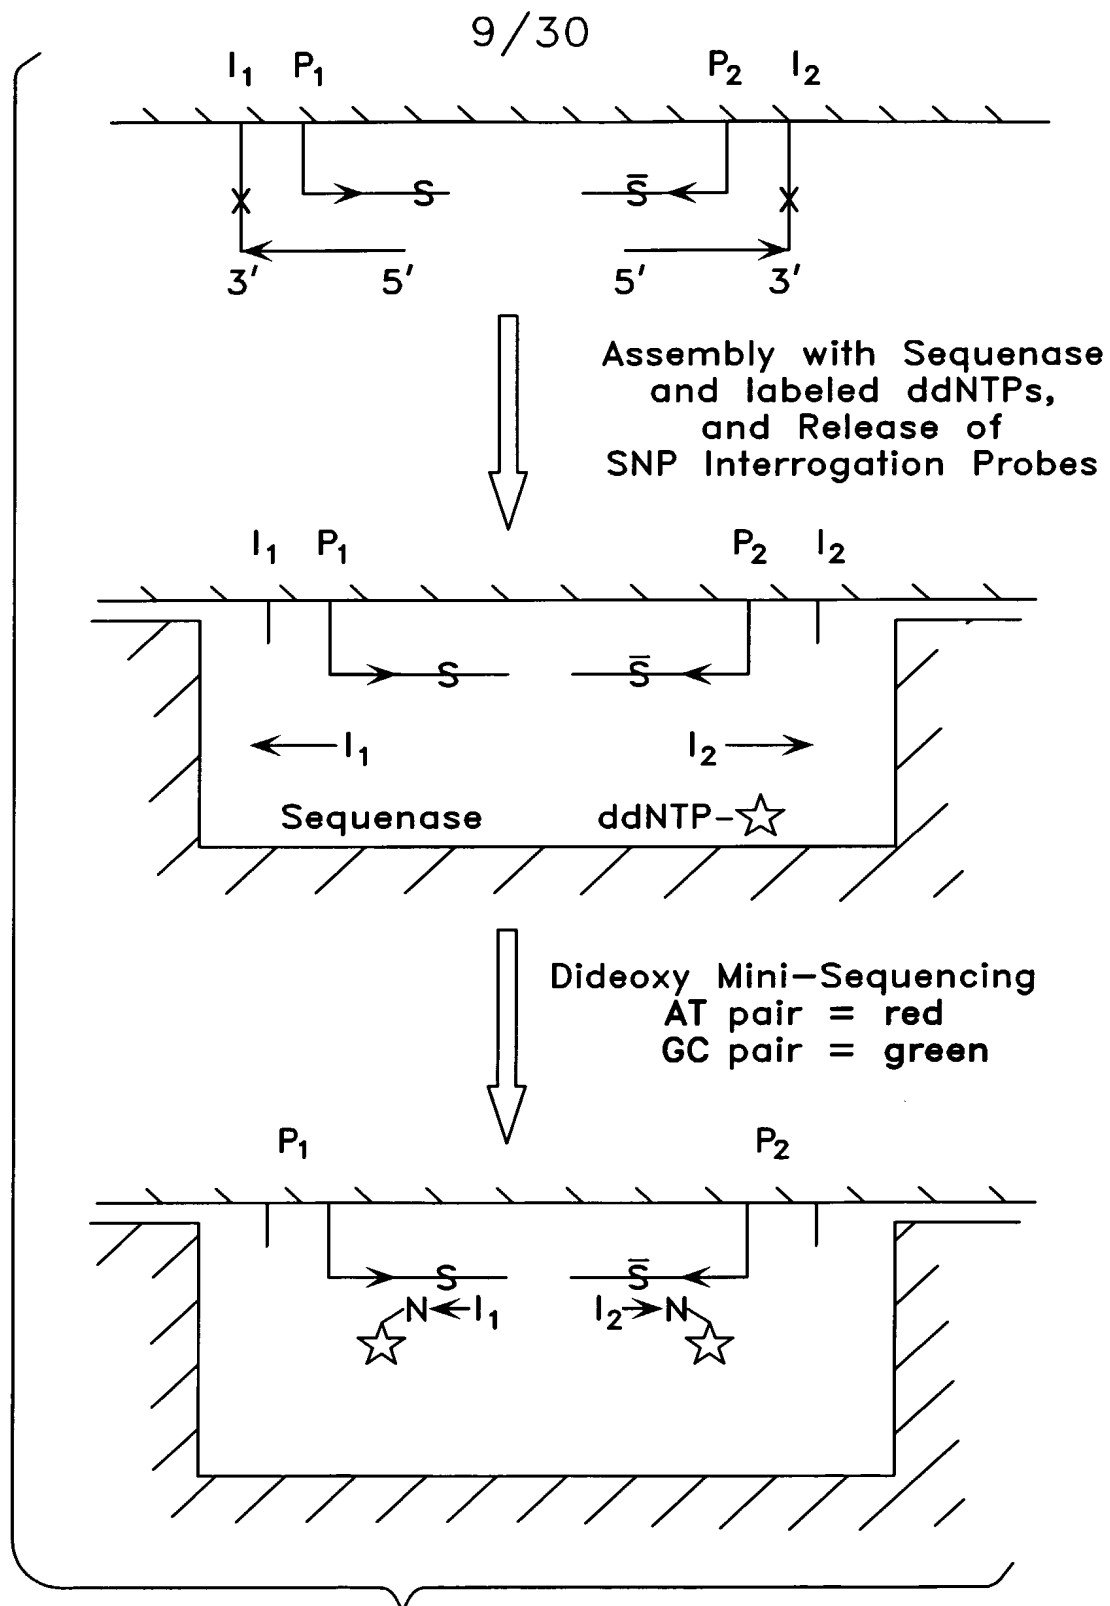 9/30
I₁ P₁ P₂ I₂
S S̄
3' 5' 5' 3'
Assembly with Sequenase
and labeled ddNTPs,
and Release of
SNP Interrogation Probes
I₁ P₁ P₂ I₂
S S̄
I₁ I₂
Sequenase ddNTP-☆
Dideoxy Mini-Sequencing
AT pair = red
GC pair = green
P₁ P₂
S S̄
N I₁ I₂ N